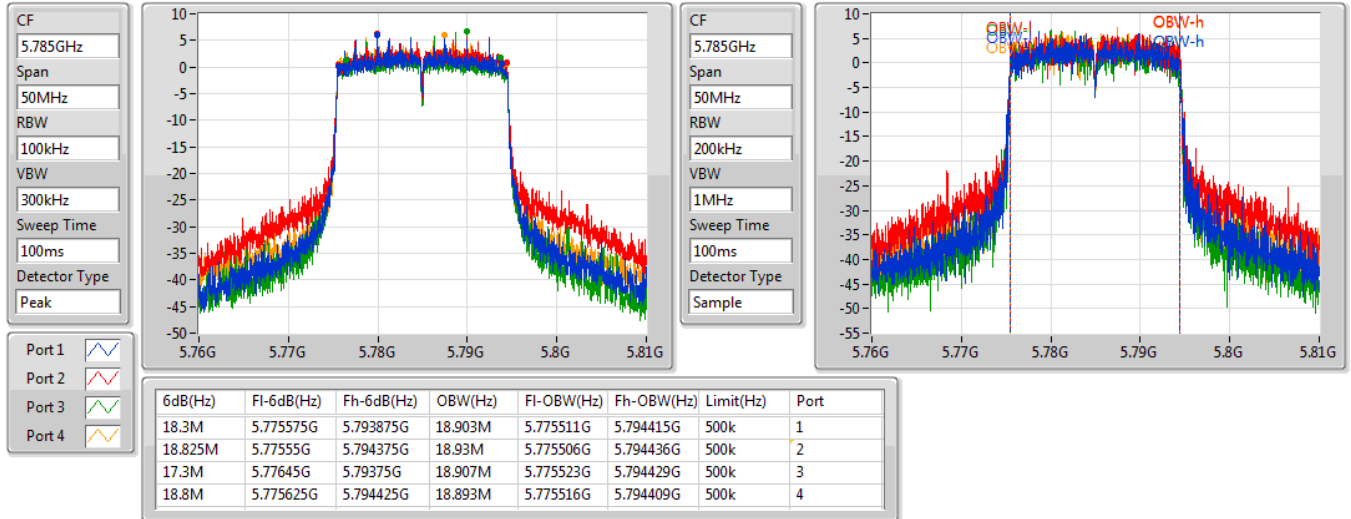 CF
5.785GHz
Span
50MHz
RBW
100kHz
VBW
300kHz
Sweep Time
100ms
Detector Type
Peak
10
5
0
-5
-10
-15
-20
-25
-30
-35
-40
-45
-50
5.76G 5.77G 5.78G 5.79G 5.8G 5.81G
CF
5.785GHz
Span
50MHz
RBW
200kHz
VBW
1MHz
Sweep Time
100ms
Detector Type
Sample
10
5
0
-5
-10
-15
-20
-25
-30
-35
-40
-45
-50
-55
OBW-l
OBW-h
OBW-h
5.76G 5.77G 5.78G 5.79G 5.8G 5.81G
Port 1
Port 2
Port 3
Port 4
6dB(Hz) Fl-6dB(Hz) Fh-6dB(Hz) OBW(Hz) Fl-OBW(Hz) Fh-OBW(Hz) Limit(Hz) Port
18.3M 5.775575G 5.793875G 18.903M 5.775511G 5.794415G 500k 1
18.825M 5.77555G 5.794375G 18.93M 5.775506G 5.794436G 500k 2
17.3M 5.77645G 5.79375G 18.907M 5.775523G 5.794429G 500k 3
18.8M 5.775625G 5.794425G 18.893M 5.775516G 5.794409G 500k 4